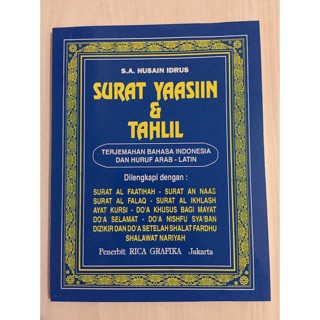 S.A. HUSAIN IDRUS
SURAT YAASIIN
&
TAHLIL
TERJEMAHAN BAHASA INDONESIA
DAN HURUF ARAB - LATIN
Dilengkapi dengan :
SURAT AL FAATIHAH - SURAT AN NAAS
SURAT AL FALAQ - SURAT AL IKHLASH
AYAT KURSI - DO'A KHUSUS BAGI MAYAT
DO'A SELAMAT - DO'A NISHFU SYA'BAN
DIZIKIR DAN DO'A SETELAH SHALAT FARDHU
SHALAWAT NARIYAH
Penerbit RICA GRAFIKA Jakarta